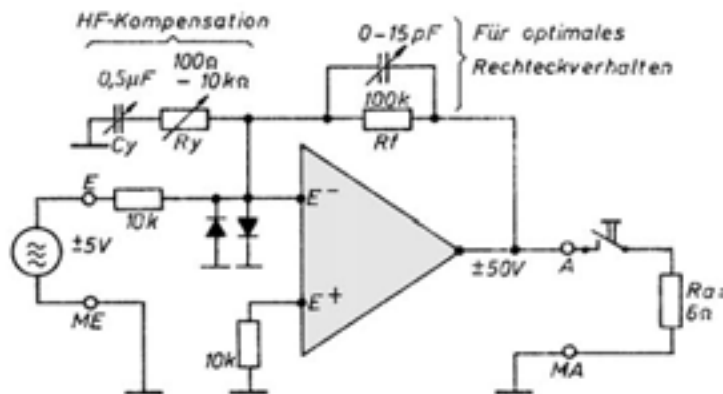 HF-Kompensation
100Ω
0,5µF – 10kΩ
Cy
Ry
0–15pF
Für optimales
Rechteckverhalten
100k
Rf
E
10k
±5V
ME
E−
E+
10k
±50V
A
Ra=
6Ω
MA